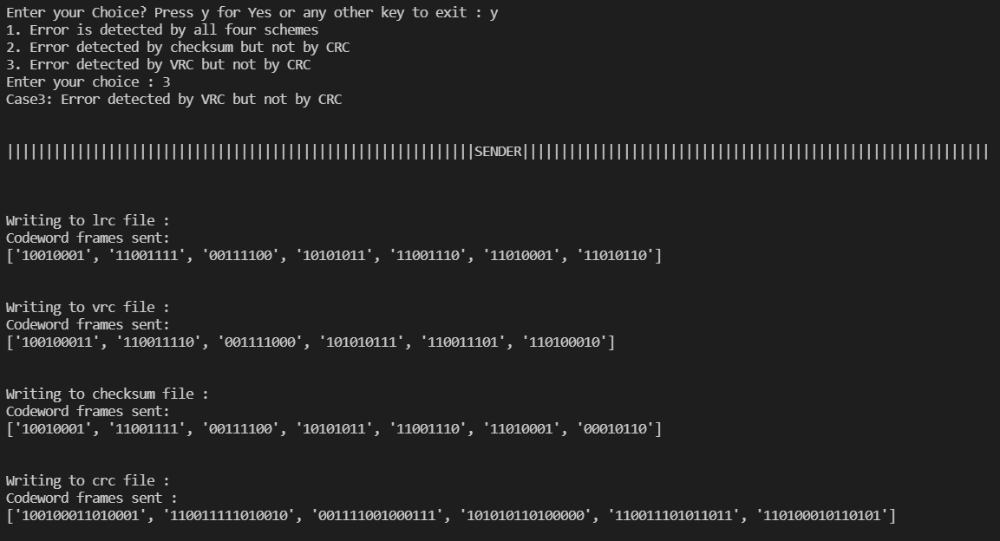 Enter your Choice? Press y for Yes or any other key to exit : y
1. Error is detected by all four schemes
2. Error detected by checksum but not by CRC
3. Error detected by VRC but not by CRC
Enter your choice : 3
Case3: Error detected by VRC but not by CRC
||||||||||||||||||||||||||||||||||||||||||||||||||||||||||||SENDER||||||||||||||||||||||||||||||||||||||||||||||||||||||||||||
Writing to lrc file :
Codeword frames sent:
['10010001', '11001111', '00111100', '10101011', '11001110', '11010001', '11010110']
Writing to vrc file :
Codeword frames sent:
['100100011', '110011110', '001111000', '101010111', '110011101', '110100010']
Writing to checksum file :
Codeword frames sent:
['10010001', '11001111', '00111100', '10101011', '11001110', '11010001', '00010110']
Writing to crc file :
Codeword frames sent :
['100100011010001', '110011111010010', '001111001000111', '101010110100000', '110011101011011', '110100010110101']